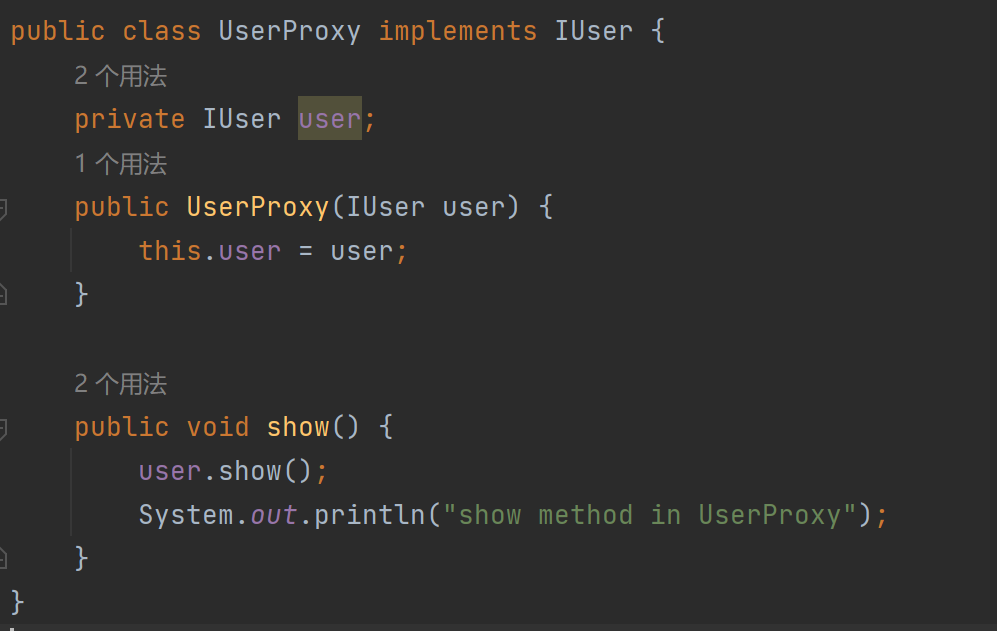 public class UserProxy implements IUser {
2 个用法
private IUser user;
1 个用法
public UserProxy(IUser user) {
this.user = user;
}
2 个用法
public void show() {
user.show();
System.out.println("show method in UserProxy");
}
}